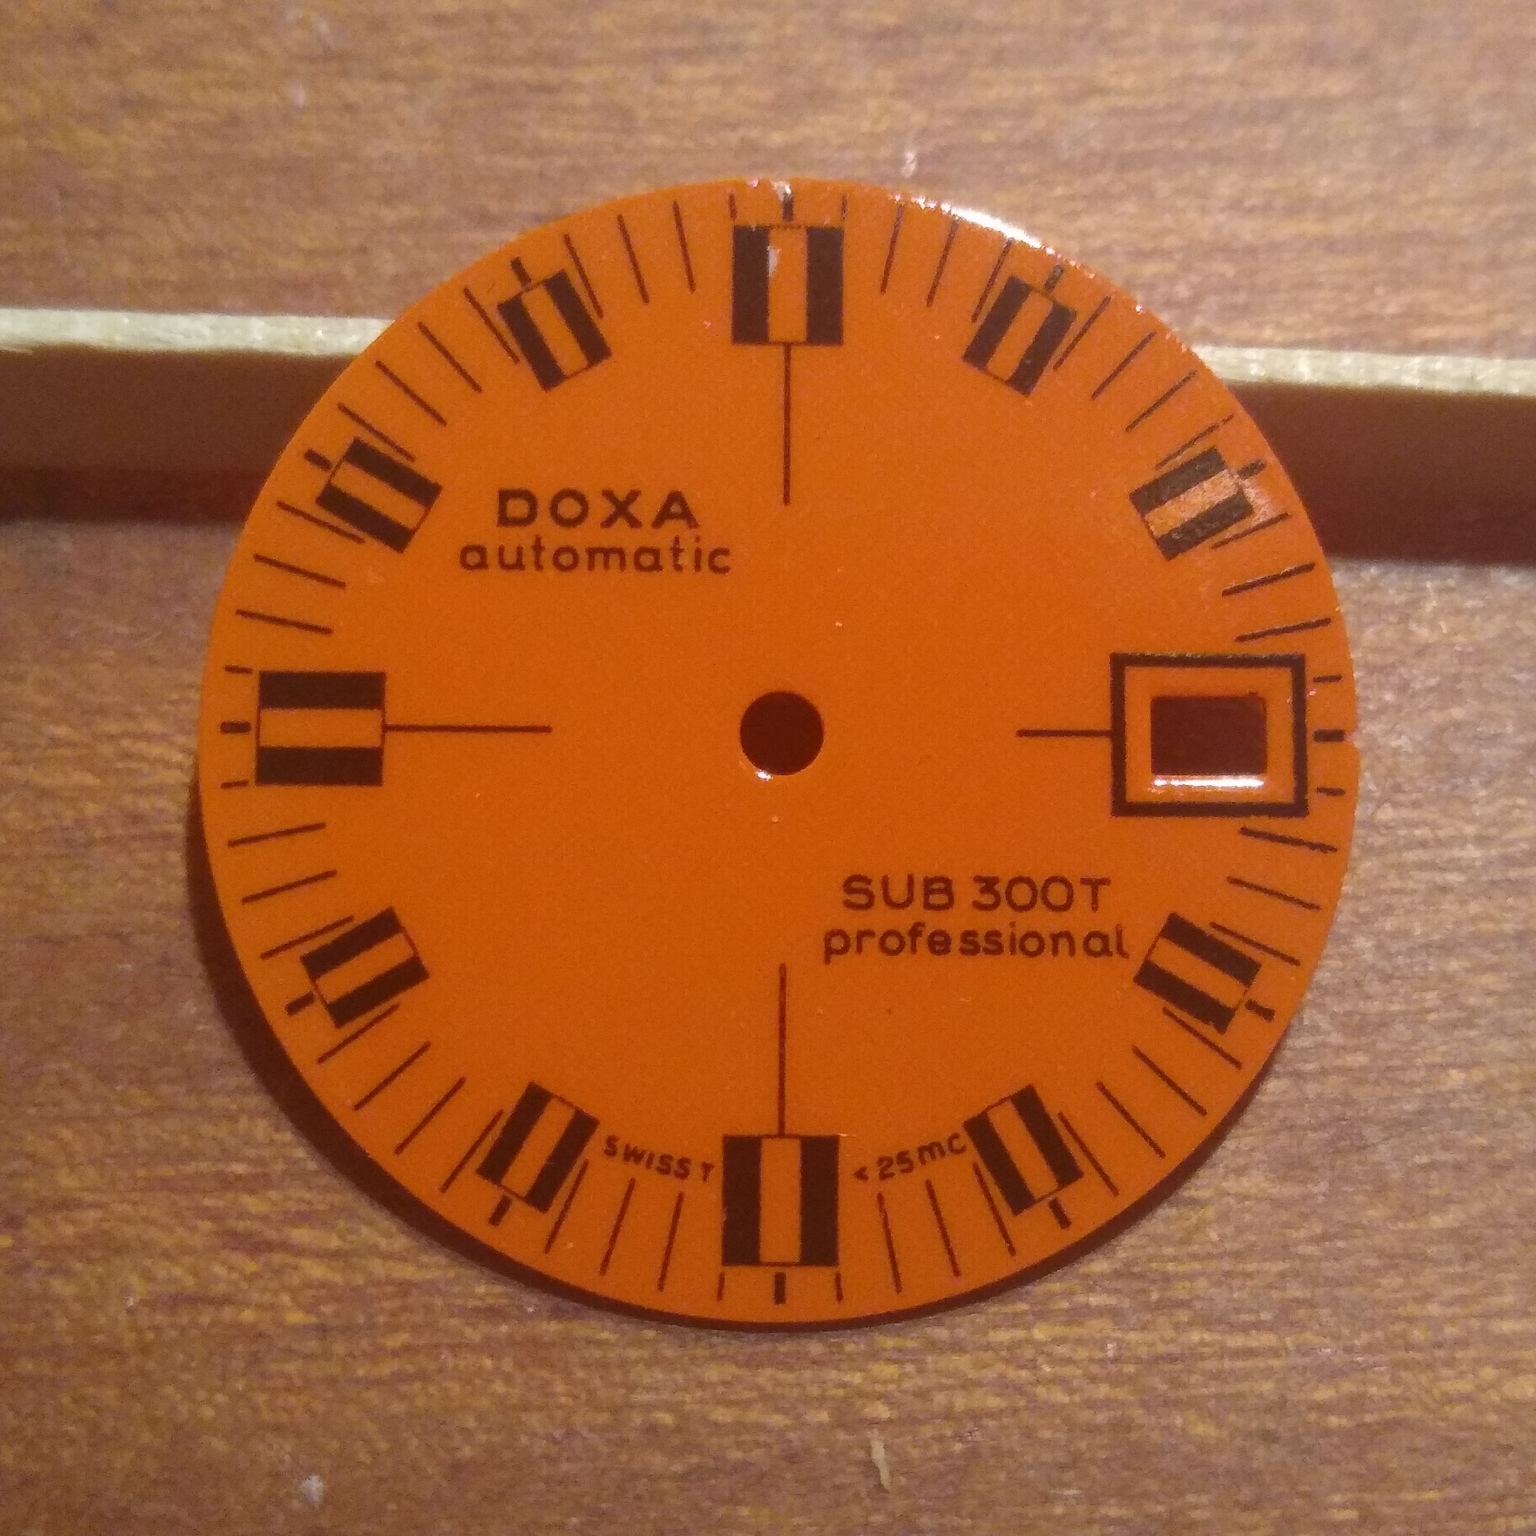 DOXA
automatic
SUB 300T
professional
SWISS T < 25 mc